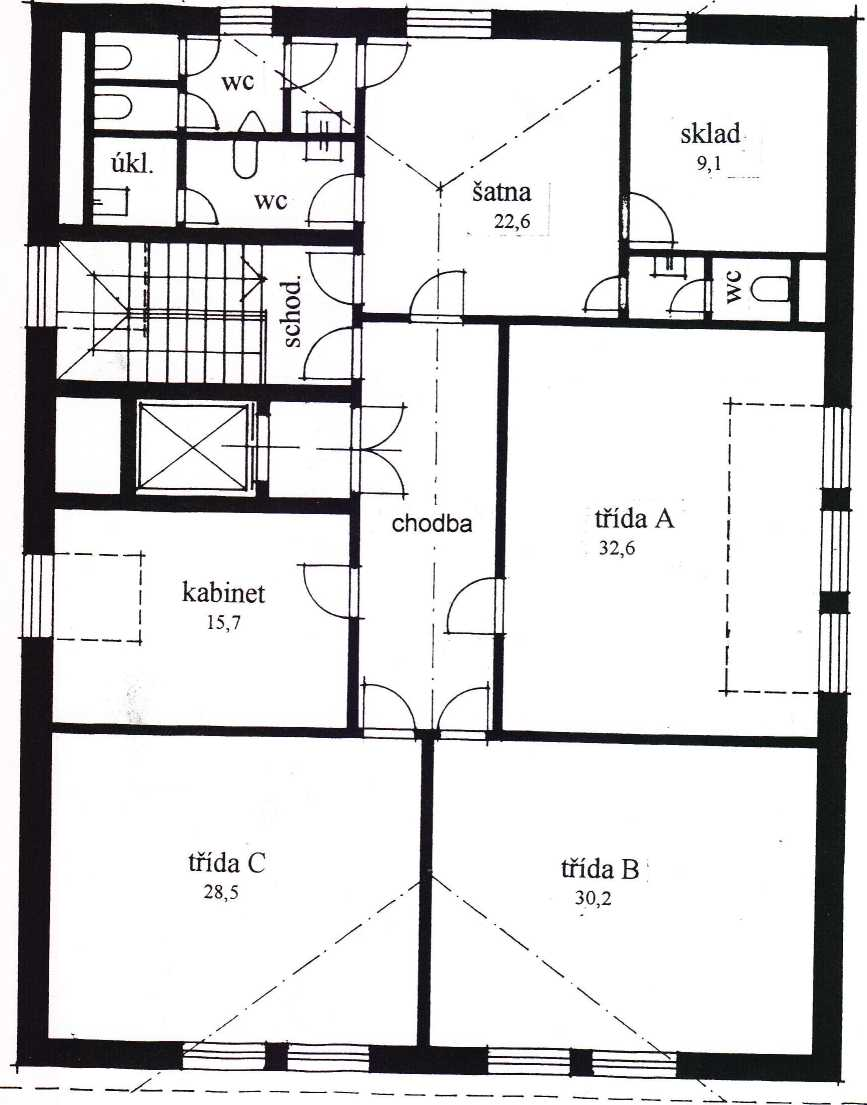 wc
sklad
9,1
úkl.
wc
šatna
22,6
schod.
wc
chodba
třída A
32,6
kabinet
15,7
třída C
28,5
třída B
30,2